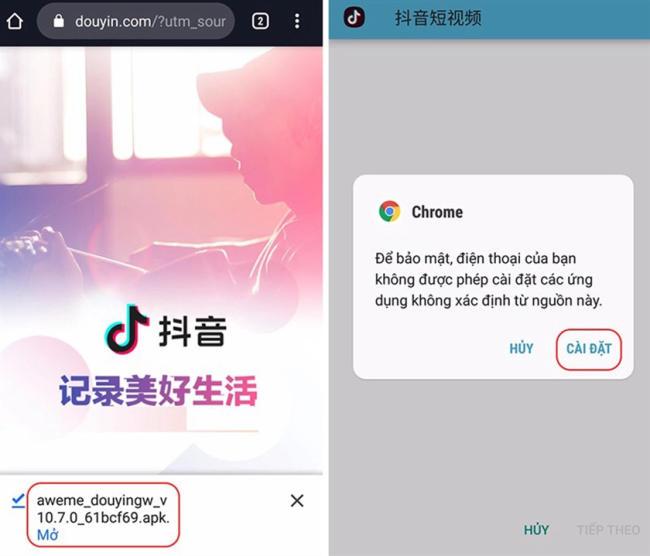 douyin.com/?utm_sour
2
抖音
记录美好生活
aweme_douyingw_v
10.7.0_61bcf69.apk.
Mở
抖音短视频
Chrome
Để bảo mật, điện thoại của bạn
không được phép cài đặt các ứng
dụng không xác định từ nguồn này.
HỦY
CÀI ĐẶT
HỦY
TIẾP THEO